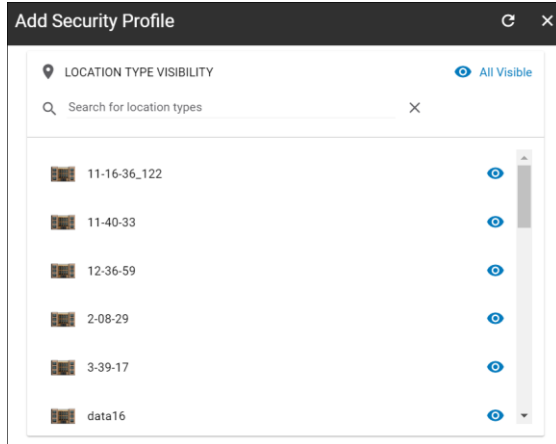 Add Security Profile
LOCATION TYPE VISIBILITY
All Visible
Search for location types
11-16-36_122
11-40-33
12-36-59
2-08-29
3-39-17
data16